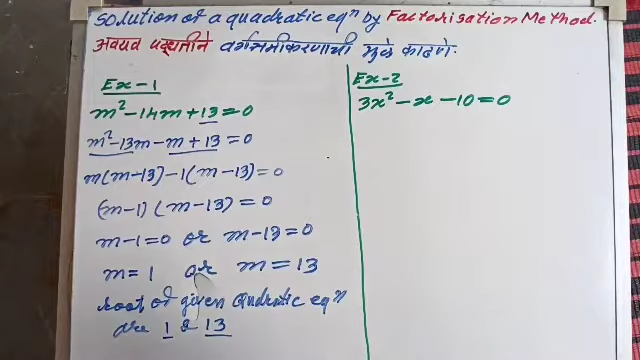 Solution of a quadratic eqn by Factorisation Method.
अवयव पद्धतीने वर्गसमीकरणाची मुळे काढणे.
Ex-1
m² - 14m + 13 = 0
m² - 13m - m + 13 = 0
m(m-13) - 1(m-13) = 0
(m-1) (m-13) = 0
m-1=0 or m-13=0
m=1 or m=13
root of given Quadratic eqn
are 1 & 13
Ex-2
3x² - x - 10 = 0